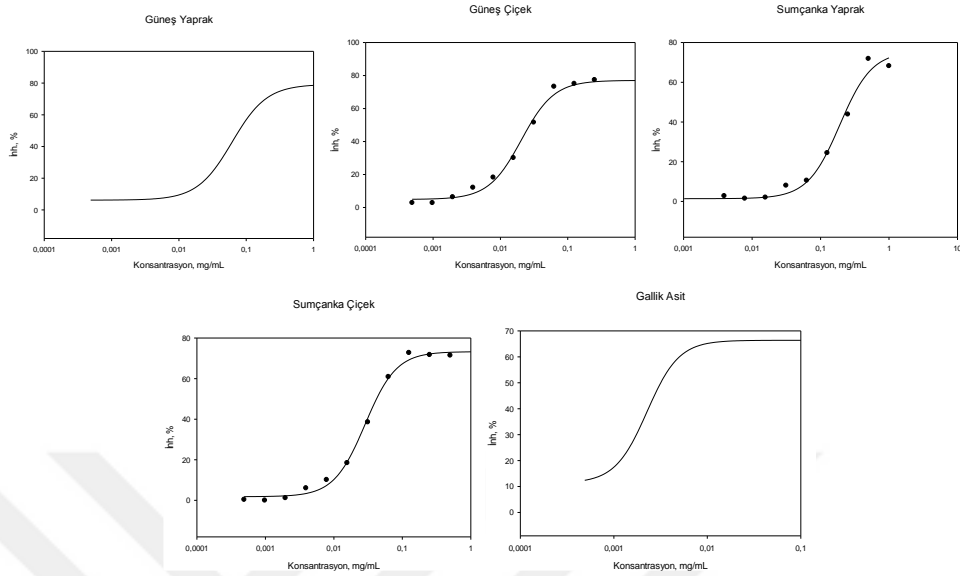 Güneş Yaprak
İnh, %
100
80
60
40
20
0
0,0001 0,001 0,01 0,1 1
Konsantrasyon, mg/mL
Güneş Çiçek
İnh, %
100
80
60
40
20
0
0,0001 0,001 0,01 0,1 1
Konsantrasyon, mg/mL
Sumçanka Yaprak
İnh, %
80
60
40
20
0
0,001 0,01 0,1 1 10
Konsantrasyon, mg/mL
Sumçanka Çiçek
İnh, %
80
60
40
20
0
0,0001 0,001 0,01 0,1 1
Konsantrasyon, mg/mL
Gallik Asit
İnh, %
70
60
50
40
30
20
10
0
0,0001 0,001 0,01 0,1
Konsantrasyon, mg/mL